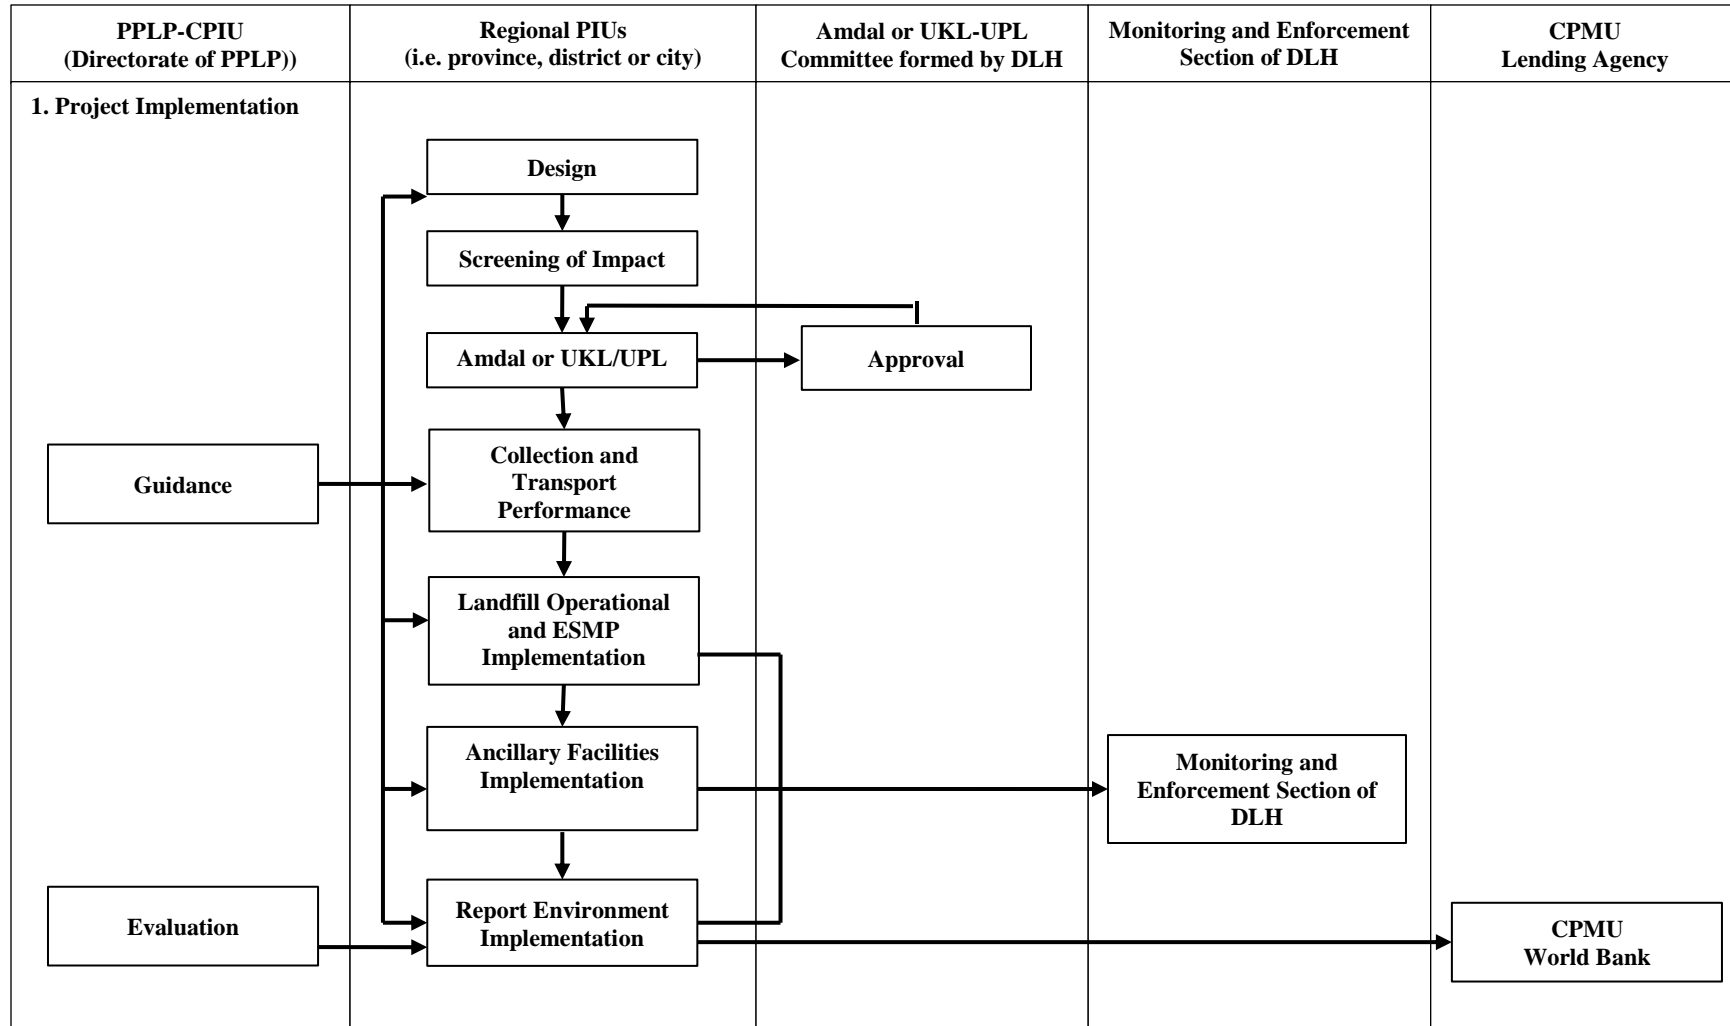 PPLP-CPIU
(Directorate of PPLP))
Regional PIUs
(i.e. province, district or city)
Amdal or UKL-UPL
Committee formed by DLH
Monitoring and Enforcement
Section of DLH
CPMU
Lending Agency
1. Project Implementation
Design
Screening of Impact
Amdal or UKL/UPL
Approval
Guidance
Collection and
Transport
Performance
Landfill Operational
and ESMP
Implementation
Ancillary Facilities
Implementation
Monitoring and
Enforcement Section of
DLH
Evaluation
Report Environment
Implementation
CPMU
World Bank